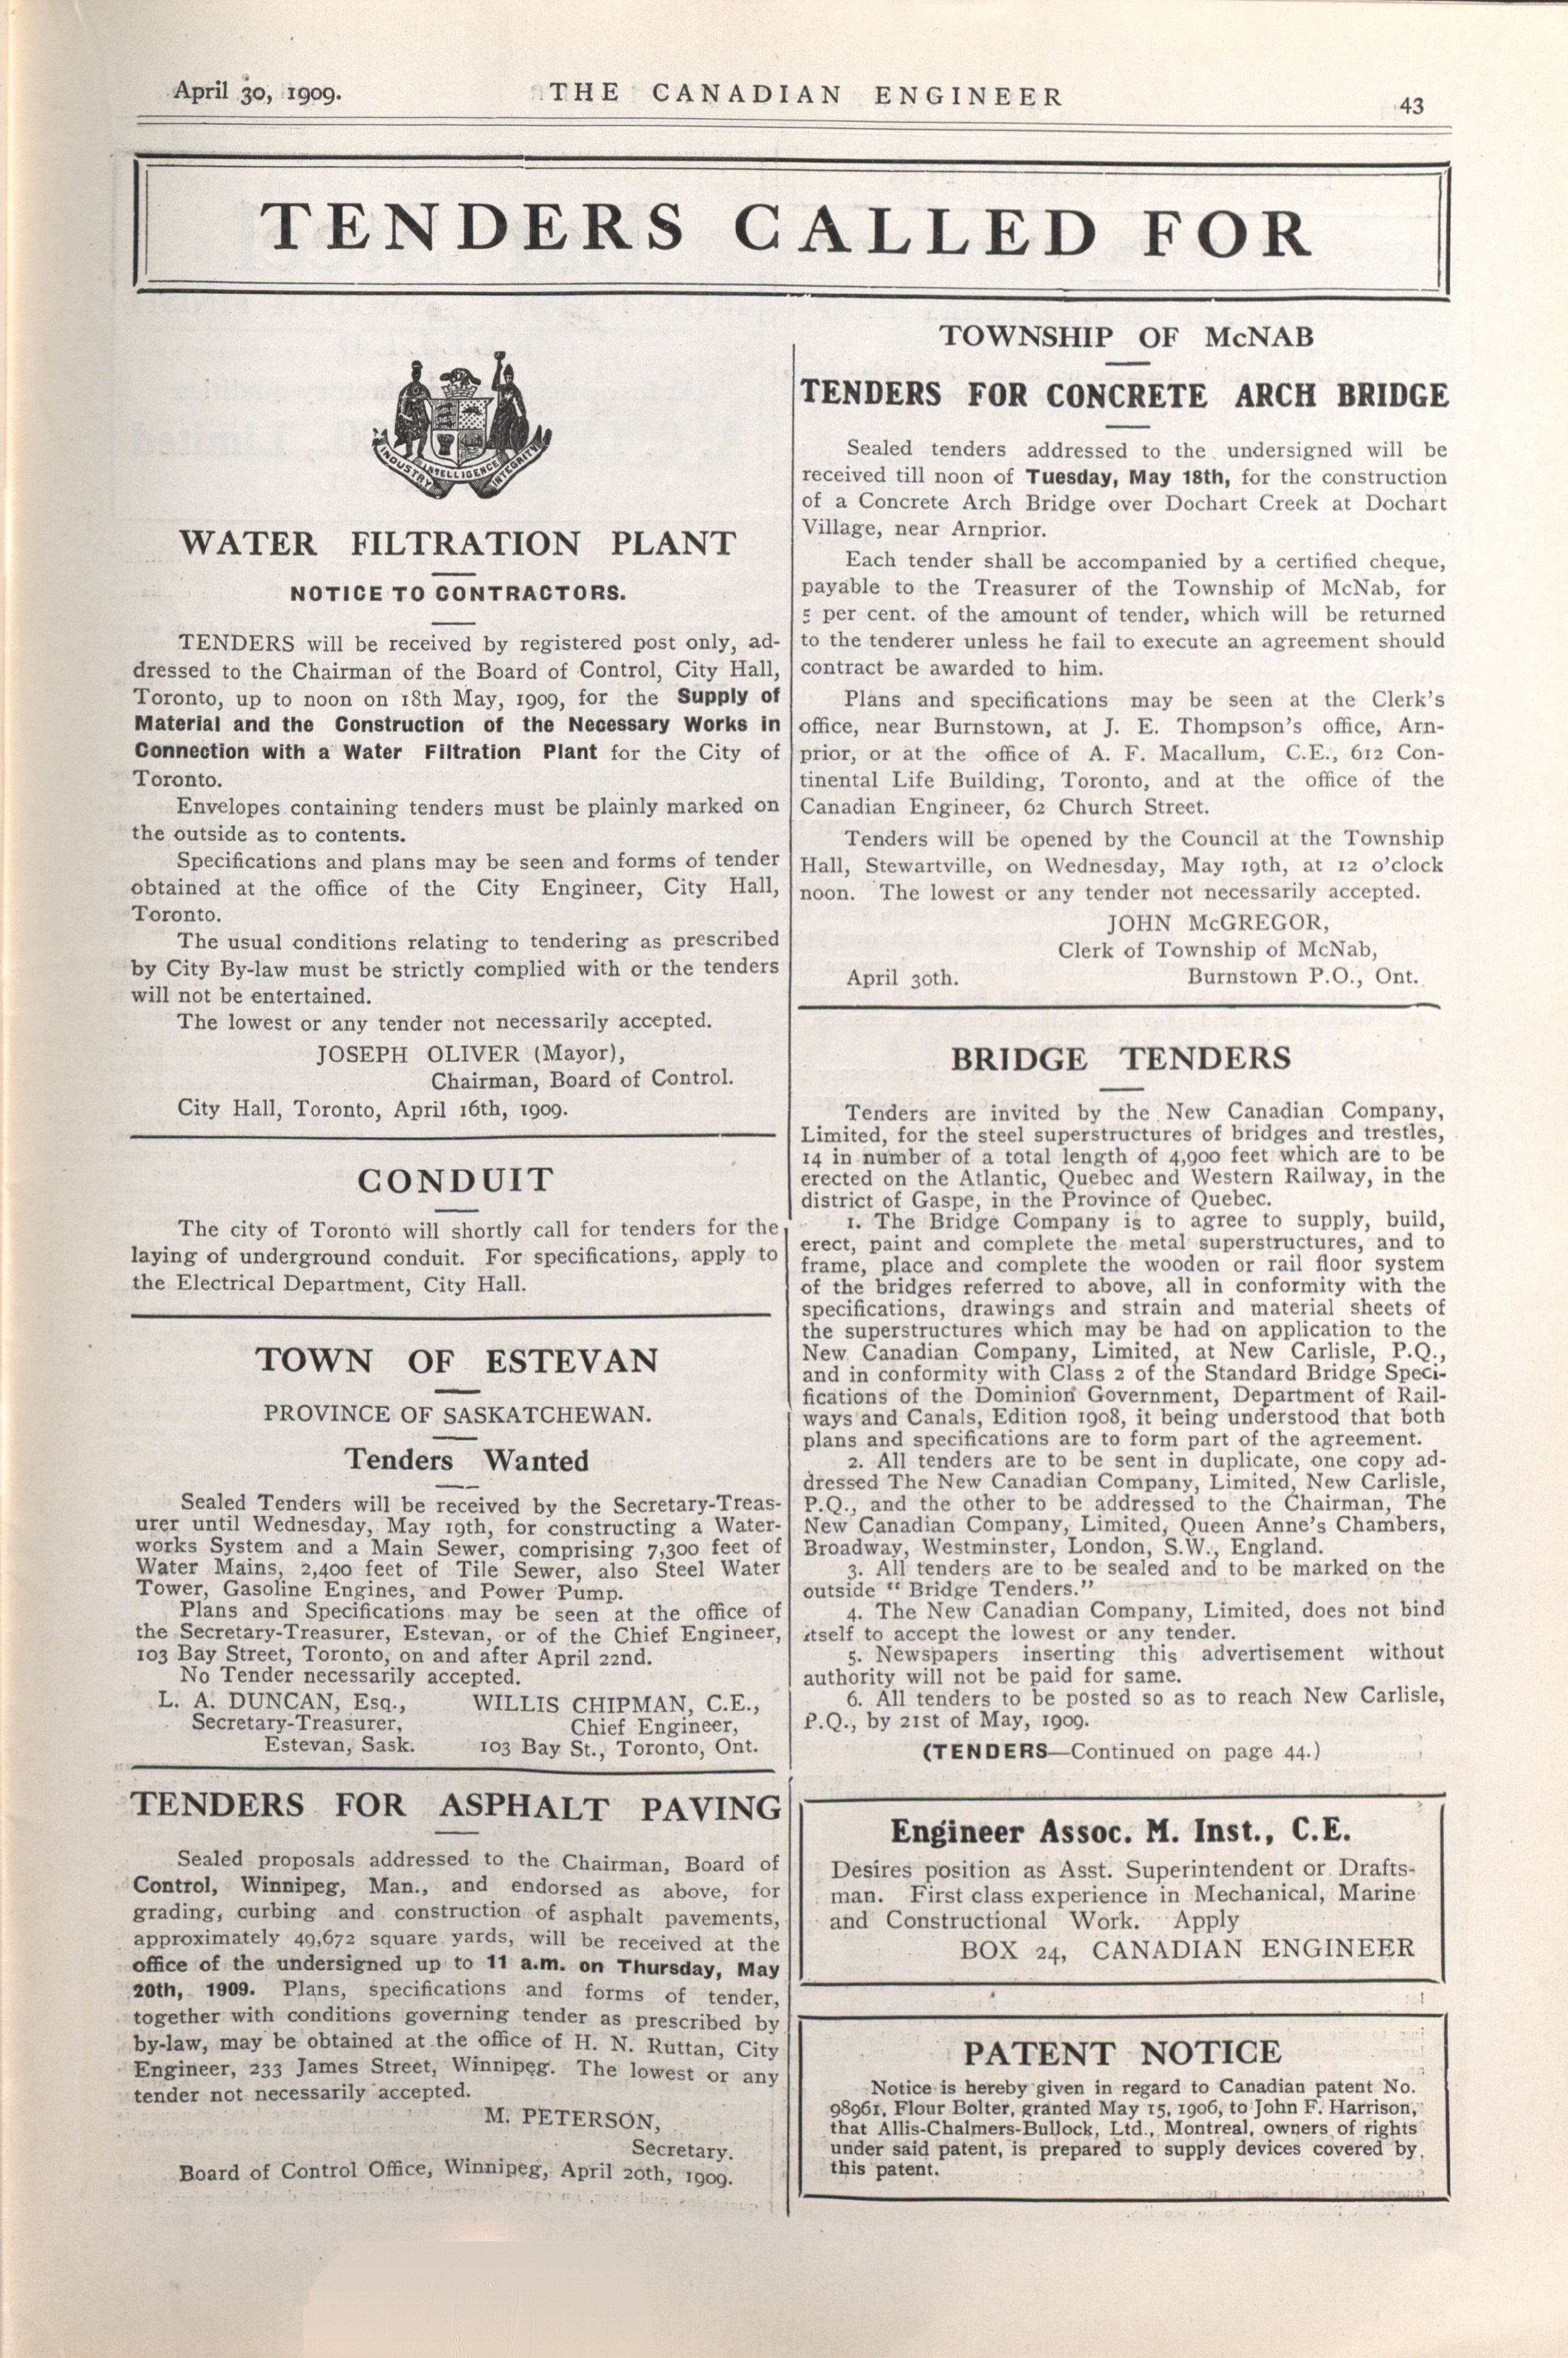 April 30, 1909.
THE CANADIAN ENGINEER
43
TENDERS CALLED FOR
INDUSTRY INTELLIGENCE INTEGRITY
WATER FILTRATION PLANT
NOTICE TO CONTRACTORS.
TENDERS will be received by registered post only, ad-
dressed to the Chairman of the Board of Control, City Hall,
Toronto, up to noon on 18th May, 1909, for the Supply of
Material and the Construction of the Necessary Works in
Connection with a Water Filtration Plant for the City of
Toronto.
Envelopes containing tenders must be plainly marked on
the outside as to contents.
Specifications and plans may be seen and forms of tender
obtained at the office of the City Engineer, City Hall,
Toronto.
The usual conditions relating to tendering as prescribed
by City By-law must be strictly complied with or the tenders
will not be entertained.
The lowest or any tender not necessarily accepted.
JOSEPH OLIVER (Mayor),
Chairman, Board of Control.
City Hall, Toronto, April 16th, 1909.
CONDUIT
The city of Toronto will shortly call for tenders for the
laying of underground conduit. For specifications, apply to
the Electrical Department, City Hall.
TOWN OF ESTEVAN
PROVINCE OF SASKATCHEWAN.
Tenders Wanted
Sealed Tenders will be received by the Secretary-Treas-
urer until Wednesday, May 19th, for constructing a Water-
works System and a Main Sewer, comprising 7,300 feet of
Water Mains, 2,400 feet of Tile Sewer, also Steel Water
Tower, Gasoline Engines, and Power Pump.
Plans and Specifications may be seen at the office of
the Secretary-Treasurer, Estevan, or of the Chief Engineer,
103 Bay Street, Toronto, on and after April 22nd.
No Tender necessarily accepted.
L. A. DUNCAN, Esq., WILLIS CHIPMAN, C.E.,
Secretary-Treasurer, Chief Engineer,
Estevan, Sask. 103 Bay St., Toronto, Ont.
TENDERS FOR ASPHALT PAVING
Sealed proposals addressed to the Chairman, Board of
Control, Winnipeg, Man., and endorsed as above, for
grading, curbing and construction of asphalt pavements,
approximately 49,672 square yards, will be received at the
office of the undersigned up to 11 a.m. on Thursday, May
20th, 1909. Plans, specifications and forms of tender,
together with conditions governing tender as prescribed by
by-law, may be obtained at the office of H. N. Ruttan, City
Engineer, 233 James Street, Winnipeg. The lowest or any
tender not necessarily accepted.
M. PETERSON,
Secretary.
Board of Control Office, Winnipeg, April 20th, 1909.
TOWNSHIP OF McNAB
TENDERS FOR CONCRETE ARCH BRIDGE
Sealed tenders addressed to the undersigned will be
received till noon of Tuesday, May 18th, for the construction
of a Concrete Arch Bridge over Dochart Creek at Dochart
Village, near Arnprior.
Each tender shall be accompanied by a certified cheque,
payable to the Treasurer of the Township of McNab, for
5 per cent. of the amount of tender, which will be returned
to the tenderer unless he fail to execute an agreement should
contract be awarded to him.
Plans and specifications may be seen at the Clerk's
office, near Burnstown, at J. E. Thompson's office, Arn-
prior, or at the office of A. F. Macallum, C.E., 612 Con-
tinental Life Building, Toronto, and at the office of the
Canadian Engineer, 62 Church Street.
Tenders will be opened by the Council at the Township
Hall, Stewartville, on Wednesday, May 19th, at 12 o'clock
noon. The lowest or any tender not necessarily accepted.
JOHN McGREGOR,
Clerk of Township of McNab,
April 30th. Burnstown P.O., Ont.
BRIDGE TENDERS
Tenders are invited by the New Canadian Company,
Limited, for the steel superstructures of bridges and trestles,
14 in number of a total length of 4,900 feet which are to be
erected on the Atlantic, Quebec and Western Railway, in the
district of Gaspe, in the Province of Quebec.
1. The Bridge Company is to agree to supply, build,
erect, paint and complete the metal superstructures, and to
frame, place and complete the wooden or rail floor system
of the bridges referred to above, all in conformity with the
specifications, drawings and strain and material sheets of
the superstructures which may be had on application to the
New Canadian Company, Limited, at New Carlisle, P.Q.,
and in conformity with Class 2 of the Standard Bridge Speci-
fications of the Dominion Government, Department of Rail-
ways and Canals, Edition 1908, it being understood that both
plans and specifications are to form part of the agreement.
2. All tenders are to be sent in duplicate, one copy ad-
dressed The New Canadian Company, Limited, New Carlisle,
P.Q., and the other to be addressed to the Chairman, The
New Canadian Company, Limited, Queen Anne's Chambers,
Broadway, Westminster, London, S.W., England.
3. All tenders are to be sealed and to be marked on the
outside "Bridge Tenders."
4. The New Canadian Company, Limited, does not bind
itself to accept the lowest or any tender.
5. Newspapers inserting this advertisement without
authority will not be paid for same.
6. All tenders to be posted so as to reach New Carlisle,
P.Q., by 21st of May, 1909.
(TENDERS—Continued on page 44.)
Engineer Assoc. M. Inst., C.E.
Desires position as Asst. Superintendent or Drafts-
man. First class experience in Mechanical, Marine
and Constructional Work. Apply
BOX 24, CANADIAN ENGINEER
PATENT NOTICE
Notice is hereby given in regard to Canadian patent No.
98961, Flour Bolter, granted May 15, 1906, to John F. Harrison,
that Allis-Chalmers-Bullock, Ltd., Montreal, owners of rights
under said patent, is prepared to supply devices covered by
this patent.